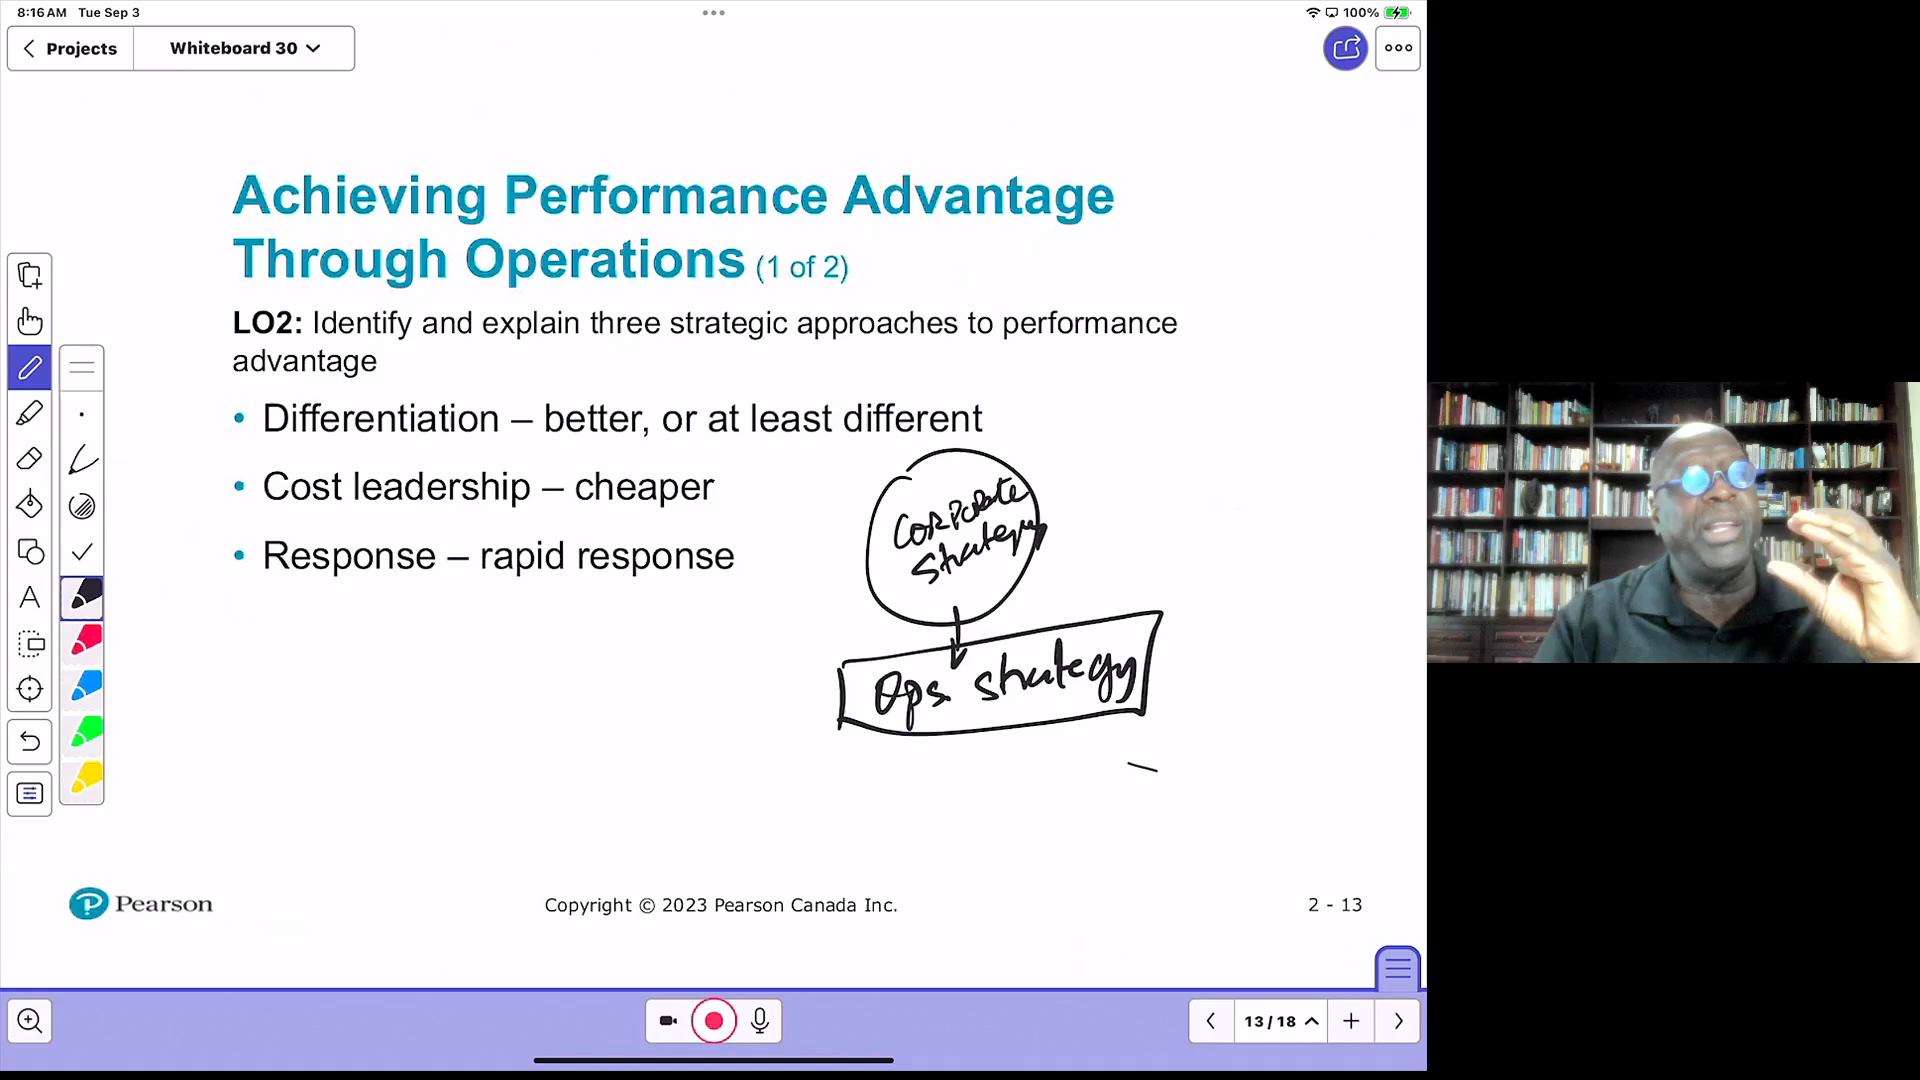 8:16 AM Tue Sep 3
100%
Projects
Whiteboard 30
Achieving Performance Advantage
Through Operations (1 of 2)
LO2: Identify and explain three strategic approaches to performance
advantage
• Differentiation – better, or at least different
• Cost leadership – cheaper
• Response – rapid response
Corporate
Strategy
Ops strategy
A
P Pearson
Copyright © 2023 Pearson Canada Inc.
2 - 13
13/18